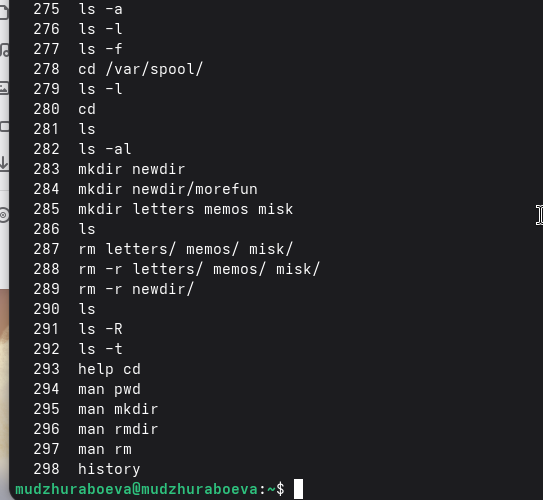 275 ls -a
276 ls -l
277 ls -f
278 cd /var/spool/
279 ls -l
280 cd
281 ls
282 ls -al
283 mkdir newdir
284 mkdir newdir/morefun
285 mkdir letters memos misk
286 ls
287 rm letters/ memos/ misk/
288 rm -r letters/ memos/ misk/
289 rm -r newdir/
290 ls
291 ls -R
292 ls -t
293 help cd
294 man pwd
295 man mkdir
296 man rmdir
297 man rm
298 history
mudzhuraboeva@mudzhuraboeva:~$